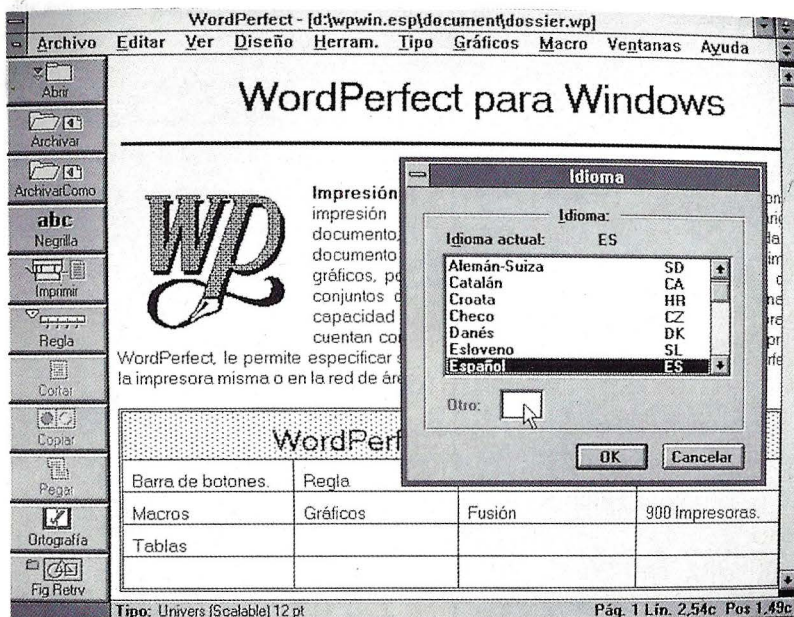 WordPerfect - [d:\wpwin.esp\document\dossier.wp]
Archivo Editar Ver Diseño Herram. Tipo Gráficos Macro Ventanas Ayuda
Abrir
Archivar
ArchivarComo
abc
Negrilla
Imprimir
Regla
Cortar
Copiar
Pegar
Ortografía
Fig Retrv
WordPerfect para Windows
WP
Impresión
impresión
documento,
documento
gráficos,
conjuntos
capacidad
cuentan
WordPerfect, le permite especificar
la impresora misma o en la red de
Idioma
Idioma:
Idioma actual: ES
Alemán-Suiza SD
Catalán CA
Croata HR
Checo CZ
Danés DK
Esloveno SL
Español ES
Otro:
OK Cancelar
Barra de botones. Regla
Macros Gráficos Fusión 900 Impresoras.
Tablas
Tipo: Univers (Scalable) 12 pt Pág. 1 Lín. 2,54c Pos 1,49c